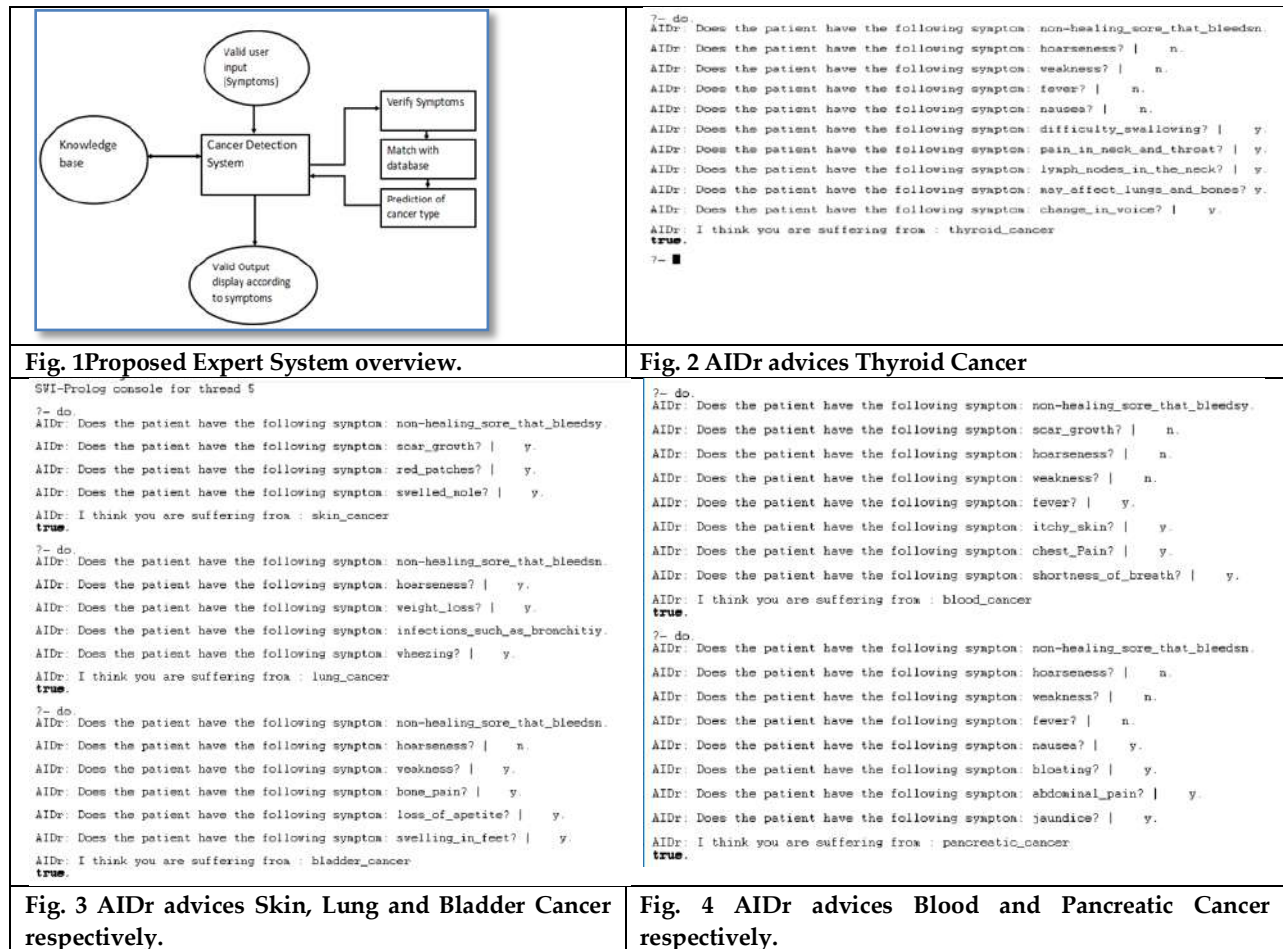 Valid user
input
(Symptoms)
Knowledge
base
Cancer Detection
System
Verify Symptoms
Match with
database
Prediction of
cancer type
Valid Output
display according
to symptoms
Fig. 1Proposed Expert System overview.
?- do.
AIDr: Does the patient have the following symptom: non-healing_sore_that_bleedsn.
AIDr: Does the patient have the following symptom: hoarseness? | n.
AIDr: Does the patient have the following symptom: weakness? | n.
AIDr: Does the patient have the following symptom: fever? | n.
AIDr: Does the patient have the following symptom: nausea? | n.
AIDr: Does the patient have the following symptom: difficulty_swallowing? | y.
AIDr: Does the patient have the following symptom: pain_in_neck_and_throat? | y.
AIDr: Does the patient have the following symptom: lymph_nodes_in_the_neck? | y.
AIDr: Does the patient have the following symptom: may_affect_lungs_and_bones? y.
AIDr: Does the patient have the following symptom: change_in_voice? | y.
AIDr: I think you are suffering from : thyroid_cancer
true.
?-
Fig. 2 AIDr advices Thyroid Cancer
SWI-Prolog console for thread 5
?- do.
AIDr: Does the patient have the following symptom: non-healing_sore_that_bleedsy.
AIDr: Does the patient have the following symptom: scar_growth? | y.
AIDr: Does the patient have the following symptom: red_patches? | y.
AIDr: Does the patient have the following symptom: swelled_mole? | y.
AIDr: I think you are suffering from : skin_cancer
true.
?- do.
AIDr: Does the patient have the following symptom: non-healing_sore_that_bleedsn.
AIDr: Does the patient have the following symptom: hoarseness? | y.
AIDr: Does the patient have the following symptom: weight_loss? | y.
AIDr: Does the patient have the following symptom: infections_such_as_bronchitiy.
AIDr: Does the patient have the following symptom: wheezing? | y.
AIDr: I think you are suffering from : lung_cancer
true.
?- do.
AIDr: Does the patient have the following symptom: non-healing_sore_that_bleedsn.
AIDr: Does the patient have the following symptom: hoarseness? | n.
AIDr: Does the patient have the following symptom: weakness? | y.
AIDr: Does the patient have the following symptom: bone_pain? | y.
AIDr: Does the patient have the following symptom: loss_of_apetite? | y.
AIDr: Does the patient have the following symptom: swelling_in_feet? | y.
AIDr: I think you are suffering from : bladder_cancer
true.
Fig. 3 AIDr advices Skin, Lung and Bladder Cancer
respectively.
?- do.
AIDr: Does the patient have the following symptom: non-healing_sore_that_bleedsy.
AIDr: Does the patient have the following symptom: scar_growth? | n.
AIDr: Does the patient have the following symptom: hoarseness? | n.
AIDr: Does the patient have the following symptom: weakness? | n.
AIDr: Does the patient have the following symptom: fever? | y.
AIDr: Does the patient have the following symptom: itchy_skin? | y.
AIDr: Does the patient have the following symptom: chest_Pain? | y.
AIDr: Does the patient have the following symptom: shortness_of_breath? | y.
AIDr: I think you are suffering from : blood_cancer
true.
?- do.
AIDr: Does the patient have the following symptom: non-healing_sore_that_bleedsn.
AIDr: Does the patient have the following symptom: hoarseness? | n.
AIDr: Does the patient have the following symptom: weakness? | n.
AIDr: Does the patient have the following symptom: fever? | n.
AIDr: Does the patient have the following symptom: nausea? | y.
AIDr: Does the patient have the following symptom: bloating? | y.
AIDr: Does the patient have the following symptom: abdominal_pain? | y.
AIDr: Does the patient have the following symptom: jaundice? | y.
AIDr: I think you are suffering from : pancreatic_cancer
true.
Fig. 4 AIDr advices Blood and Pancreatic Cancer
respectively.